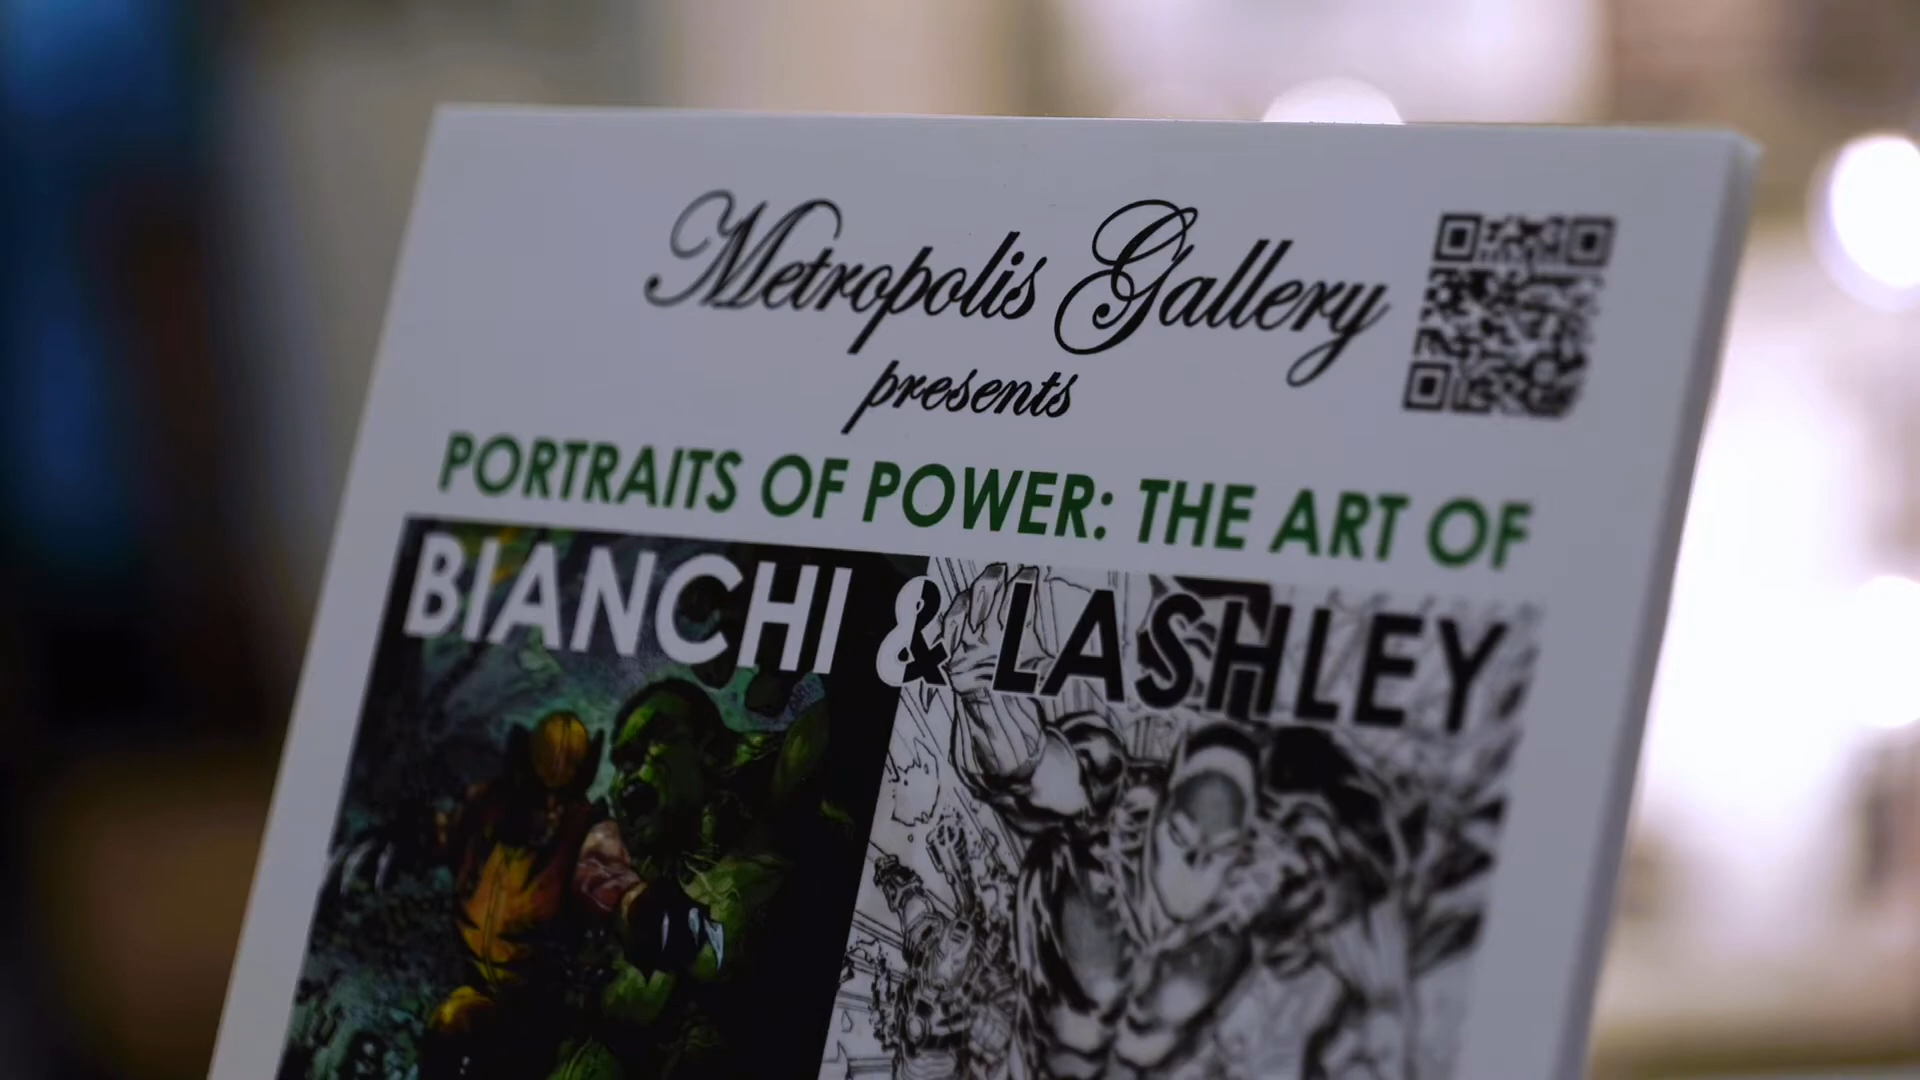 Metropolis Gallery
presents
PORTRAITS OF POWER: THE ART OF
BIANCHI & LASHLEY